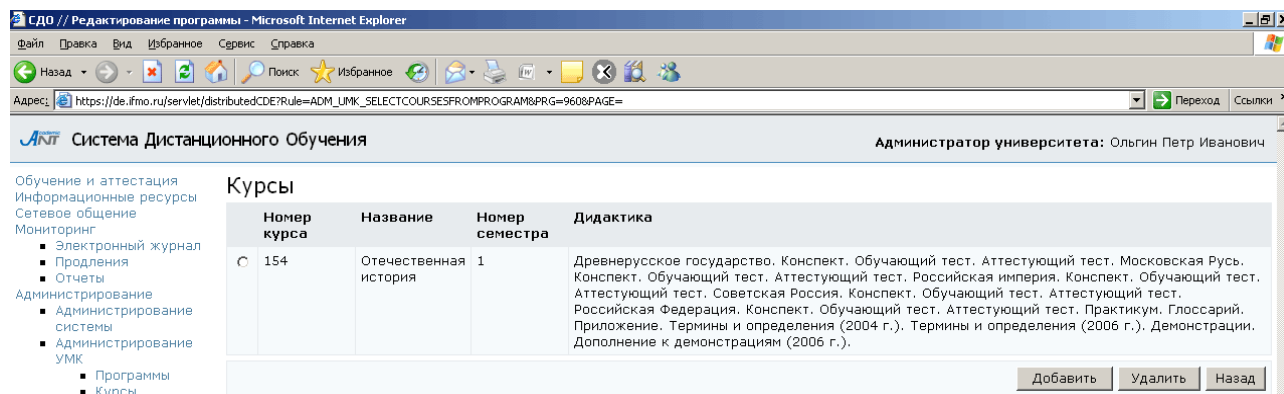 СДО // Редактирование программы - Microsoft Internet Explorer
Файл Правка Вид Избранное Сервис Справка
Назад Поиск Избранное
Адрес: https://de.ifmo.ru/servlet/distributedCDE?Rule=ADM_UMK_SELECTCOURSESFROMPROGRAM&PRG=960&PAGE= Переход Ссылки
Academic ANT Система Дистанционного Обучения Администратор университета: Ольгин Петр Иванович
Обучение и аттестация
Информационные ресурсы
Сетевое общение
Мониторинг
Электронный журнал
Продления
Отчеты
Администрирование
Администрирование
системы
Администрирование
УМК
Программы
Курсы
Курсы
Номер курса Название Номер семестра Дидактика
154 Отечественная история 1 Древнерусское государство. Конспект. Обучающий тест. Аттестующий тест. Московская Русь.
Конспект. Обучающий тест. Аттестующий тест. Российская империя. Конспект. Обучающий тест.
Аттестующий тест. Советская Россия. Конспект. Обучающий тест. Аттестующий тест.
Российская Федерация. Конспект. Обучающий тест. Аттестующий тест. Практикум. Глоссарий.
Приложение. Термины и определения (2004 г.). Термины и определения (2006 г.). Демонстрации.
Дополнение к демонстрациям (2006 г.).
Добавить Удалить Назад